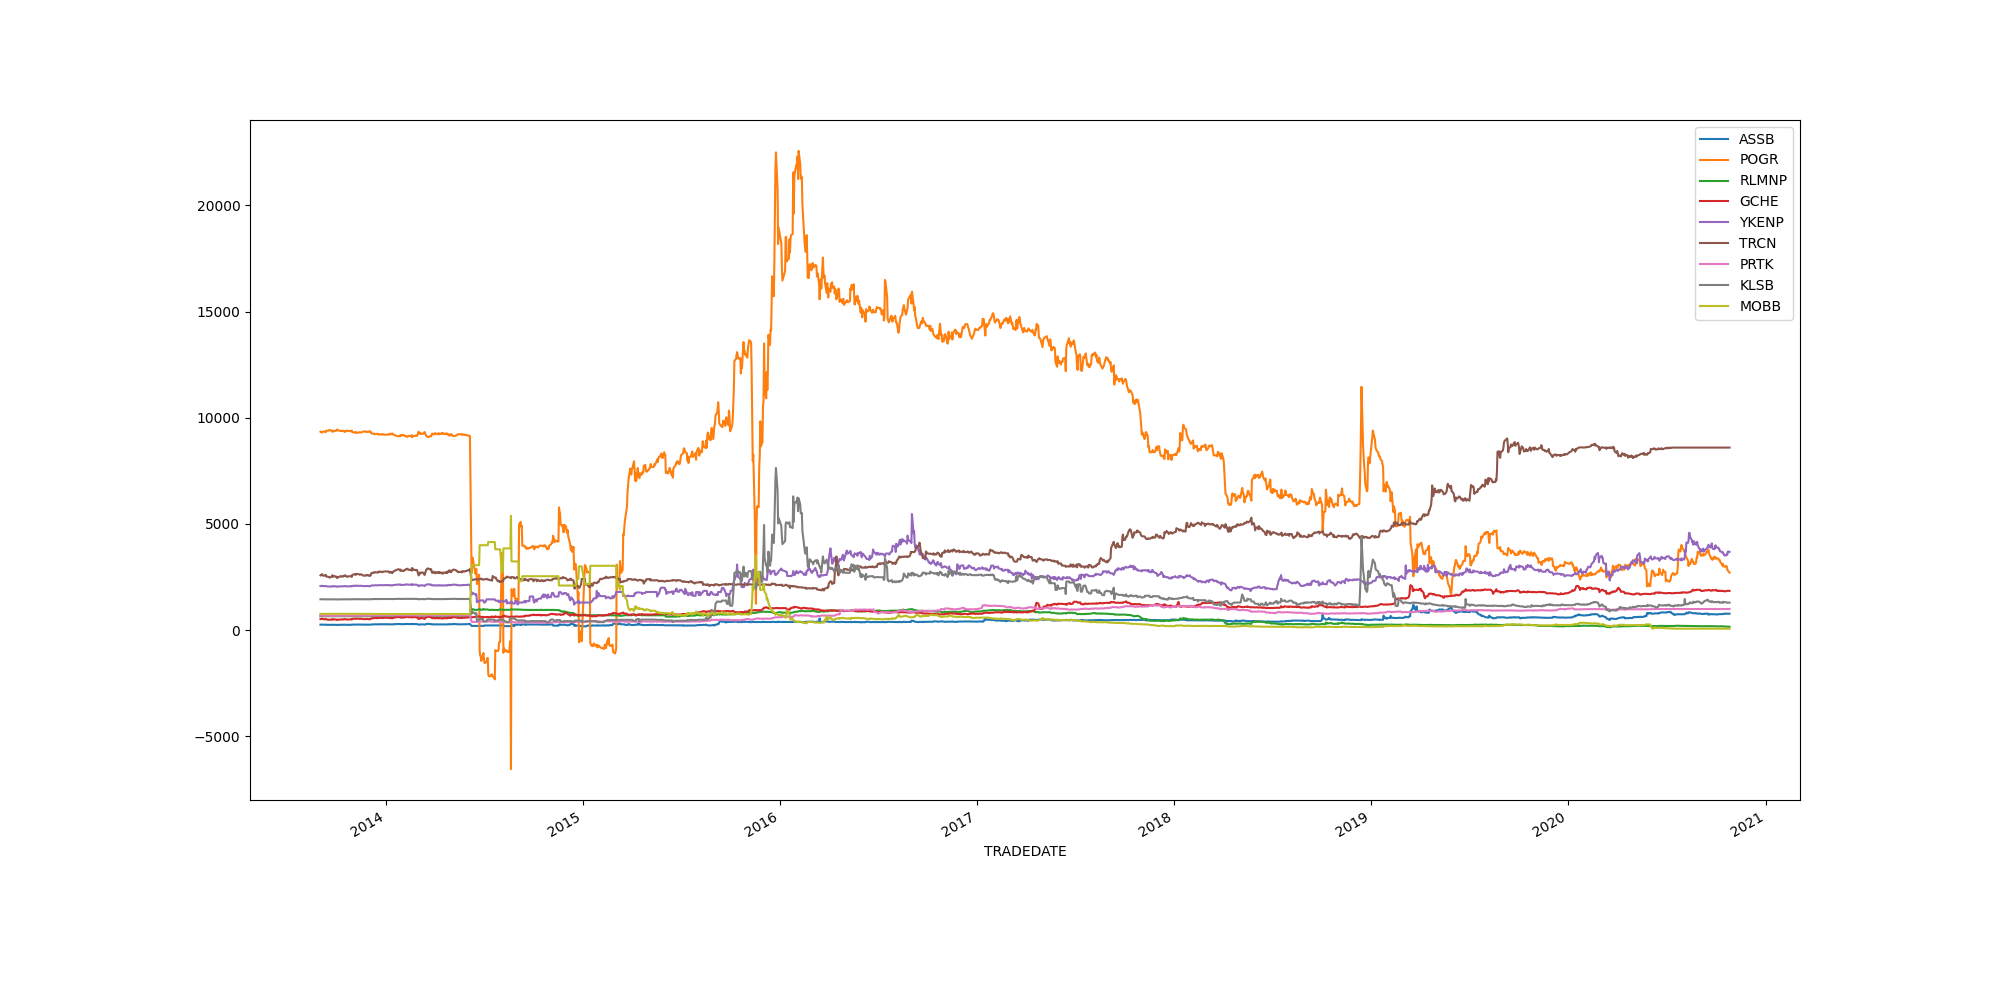 ASSB
POGR
RLMNP
GCHE
YKENP
TRCN
PRTK
KLSB
MOBB
20000
15000
10000
5000
0
−5000
2014 2015 2016 2017 2018 2019 2020 2021
TRADEDATE